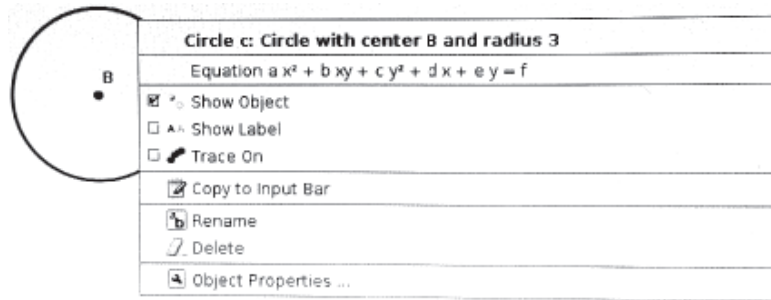 B
Circle c: Circle with center B and radius 3
Equation a x² + b xy + c y² + d x + e y = f
Show Object
Show Label
Trace On
Copy to Input Bar
Rename
Delete
Object Properties ...